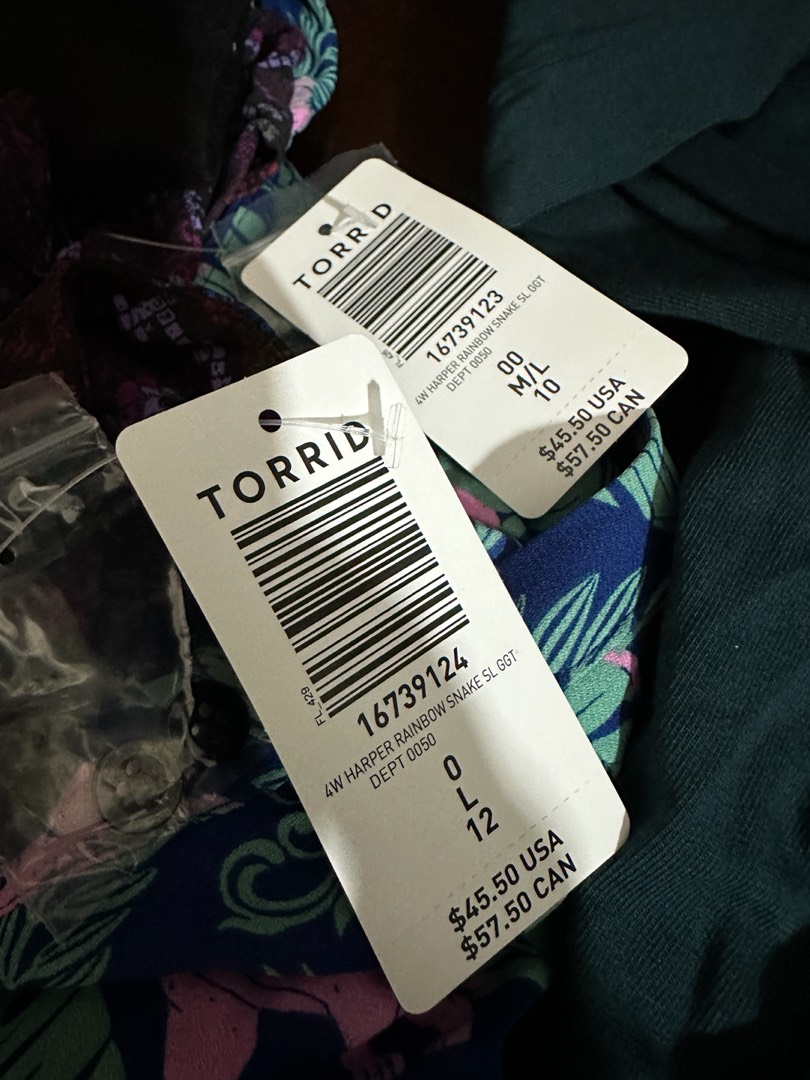 TORRID
16739123
4W HARPER RAINBOW SNAKE SL GGT
DEPT 0050
00
M/L
10
$45.50 USA
$57.50 CAN
TORRID
FL 429
16739124
4W HARPER RAINBOW SNAKE SL GGT
DEPT 0050
0
L
12
$45.50 USA
$57.50 CAN